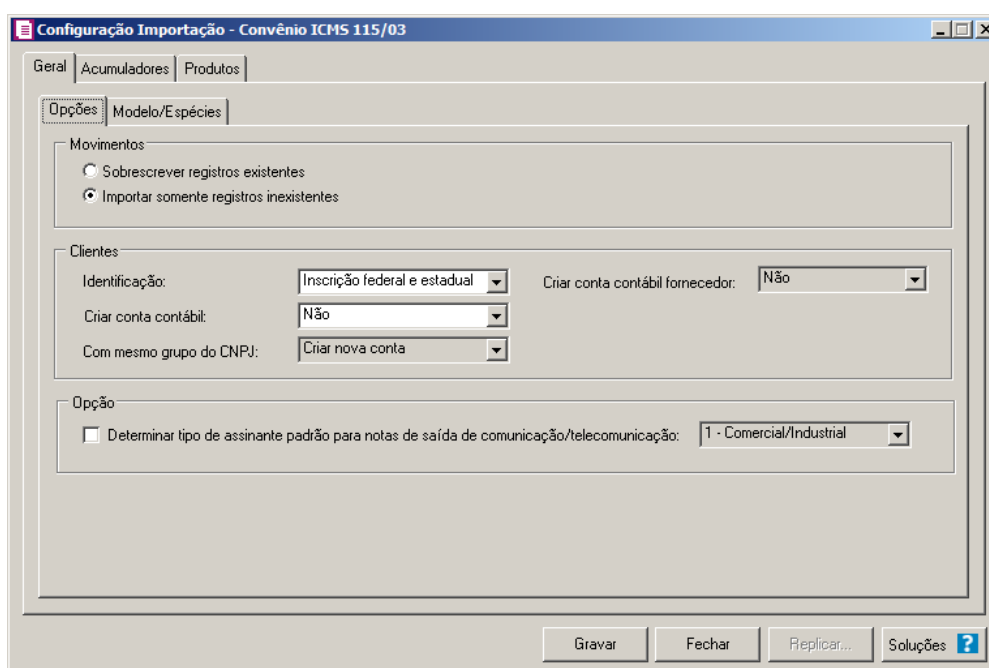 Configuração Importação - Convênio ICMS 115/03
Geral Acumuladores Produtos
Opções Modelo/Espécies
Movimentos
Sobrescrever registros existentes
Importar somente registros inexistentes
Clientes
Identificação: Inscrição federal e estadual Criar conta contábil fornecedor: Não
Criar conta contábil: Não
Com mesmo grupo do CNPJ: Criar nova conta
Opção
Determinar tipo de assinante padrão para notas de saída de comunicação/telecomunicação: 1 - Comercial/Industrial
Gravar Fechar Replicar... Soluções ?